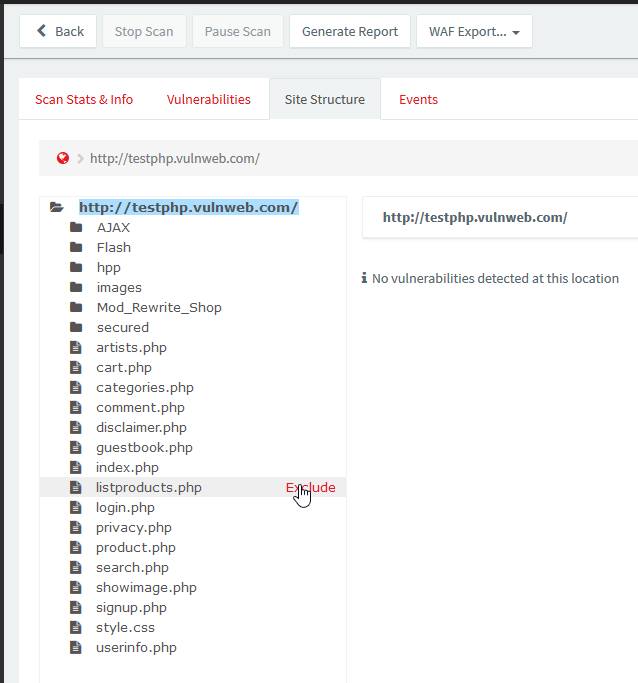 Back Stop Scan Pause Scan Generate Report WAF Export...
Scan Stats & Info Vulnerabilities Site Structure Events
http://testphp.vulnweb.com/
http://testphp.vulnweb.com/
AJAX
Flash
hpp
images
Mod_Rewrite_Shop
secured
artists.php
cart.php
categories.php
comment.php
disclaimer.php
guestbook.php
index.php
listproducts.php Exclude
login.php
privacy.php
product.php
search.php
showimage.php
signup.php
style.css
userinfo.php
http://testphp.vulnweb.com/
No vulnerabilities detected at this location